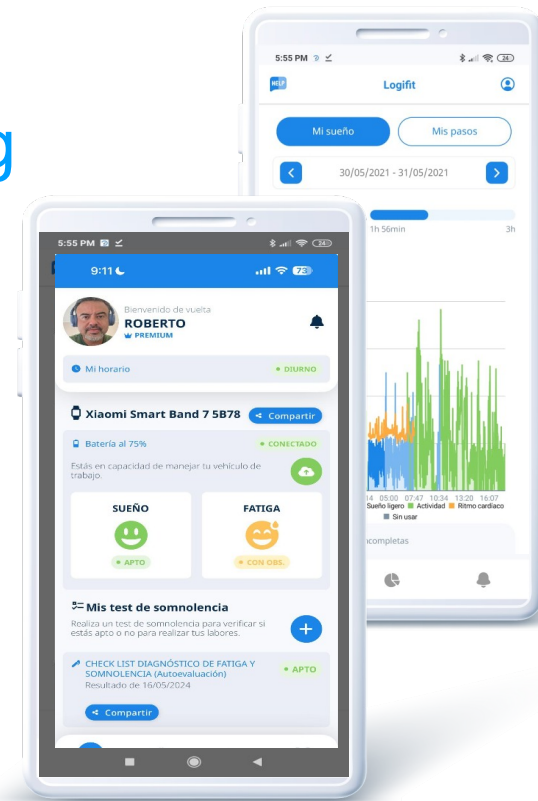 g
5:55 PM
24
HELP
Logifit
Mi sueño
Mis pasos
30/05/2021 - 31/05/2021
1h 56min
3h
14 05:00 07:47 10:34 13:20 16:07
Sueño ligero Actividad Ritmo cardíaco
Sin usar
ncompletas
5:55 PM
24
9:11
73
Bienvenido de vuelta
ROBERTO
PREMIUM
Mi horario
DIURNO
Xiaomi Smart Band 7 5B78
Compartir
Batería al 75%
CONECTADO
Estás en capacidad de manejar tu vehículo de
trabajo.
SUEÑO
FATIGA
APTO
CON OBS.
Mis test de somnolencia
Realiza un test de somnolencia para verificar si
estás apto o no para realizar tus labores.
CHECK LIST DIAGNÓSTICO DE FATIGA Y
SOMNOLENCIA (Autoevaluación)
APTO
Resultado de 16/05/2024
Compartir